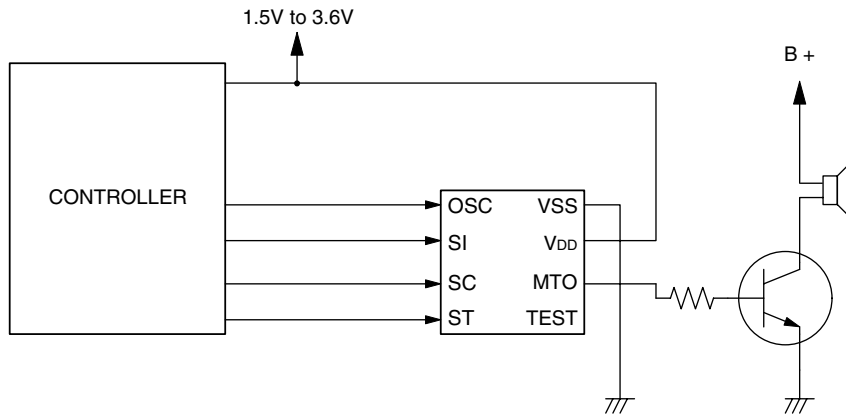 1.5V to 3.6V
B +
CONTROLLER
OSC VSS
SI VDD
SC MTO
ST TEST